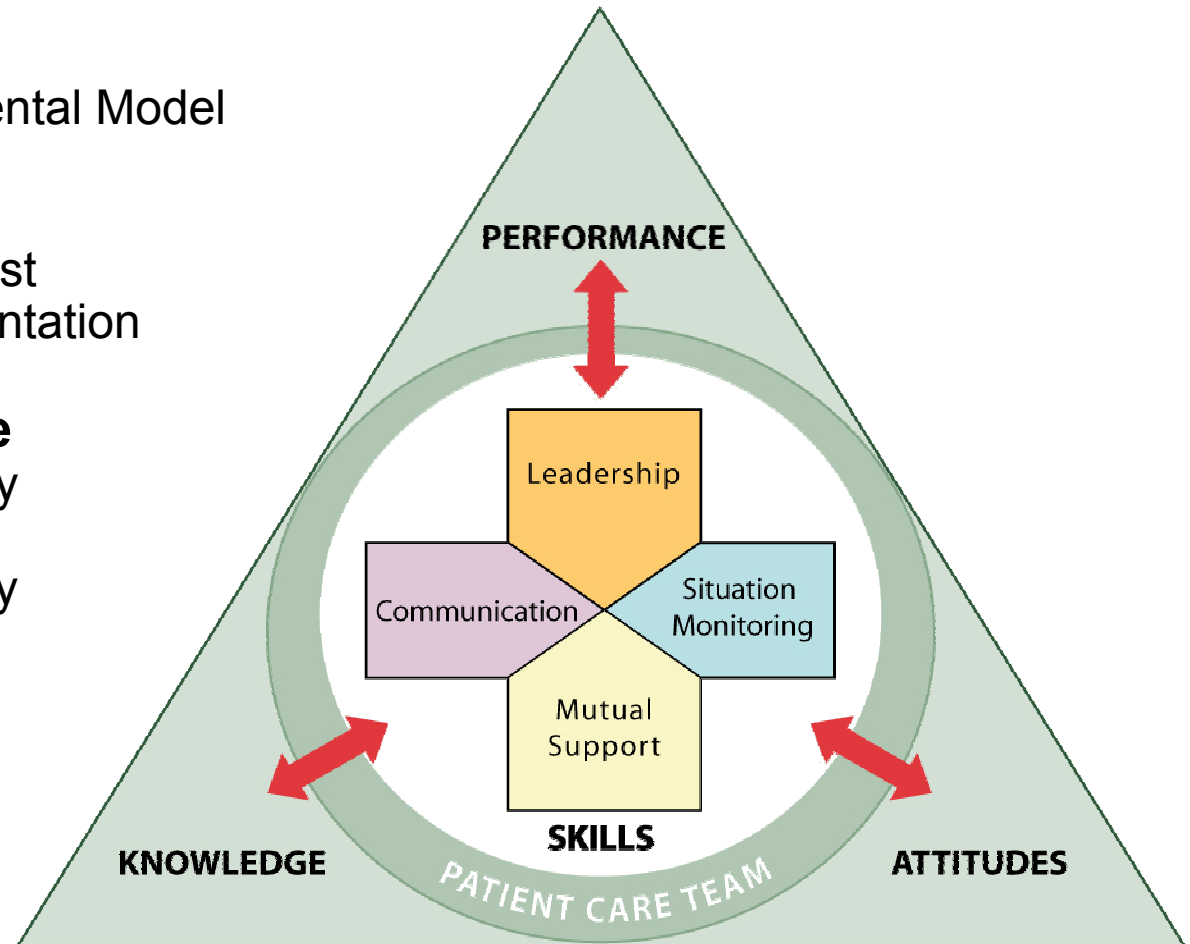 ental Model
st
ntation
e
y
y
PERFORMANCE
Leadership
Communication
Situation
Monitoring
Mutual
Support
SKILLS
KNOWLEDGE
ATTITUDES
PATIENT CARE TEAM